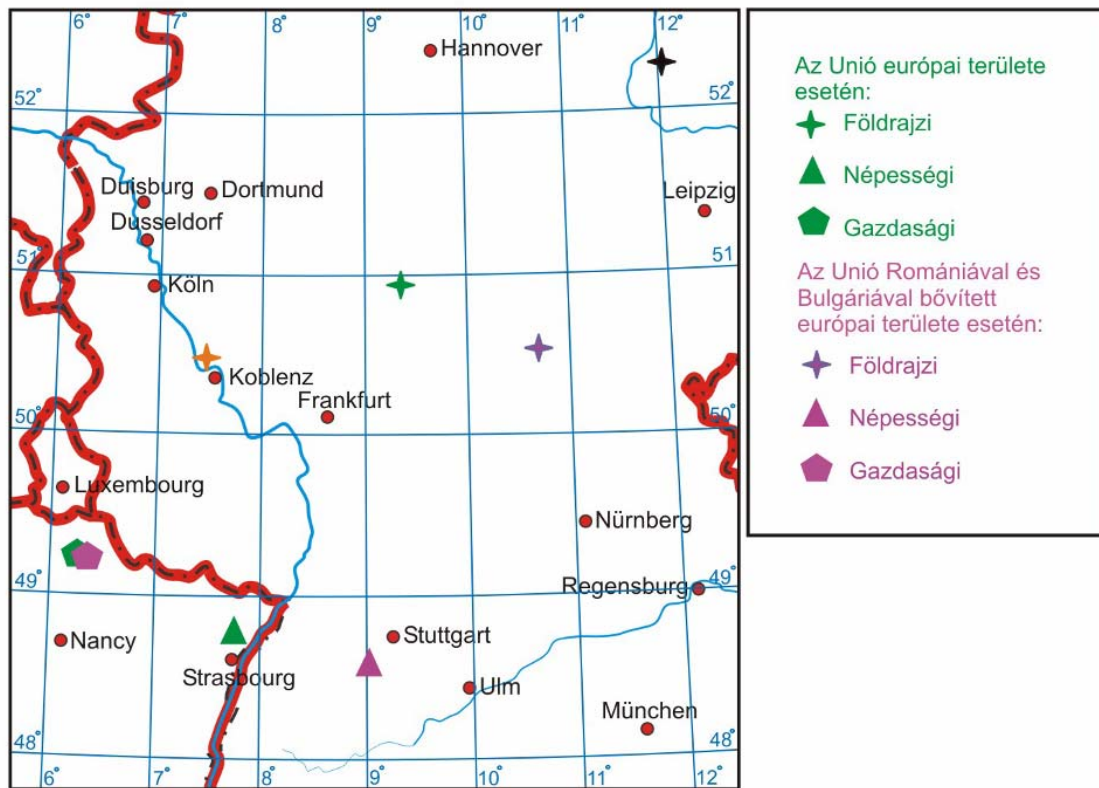 6° 7° 8° 9° 10° 11° 12°
Hannover
52° 52°
Duisburg
Dortmund
Leipzig
Dusseldorf
51° 51°
Köln
Koblenz
Frankfurt
50° 50°
Luxembourg
Nürnberg
Regensburg
49° 49°
Nancy
Stuttgart
Strasbourg
Ulm
München
48° 48°
6° 7° 8° 9° 10° 11° 12°
Az Unió európai területe
esetén:
Földrajzi
Népességi
Gazdasági
Az Unió Romániával és
Bulgáriával bővített
európai területe esetén:
Földrajzi
Népességi
Gazdasági